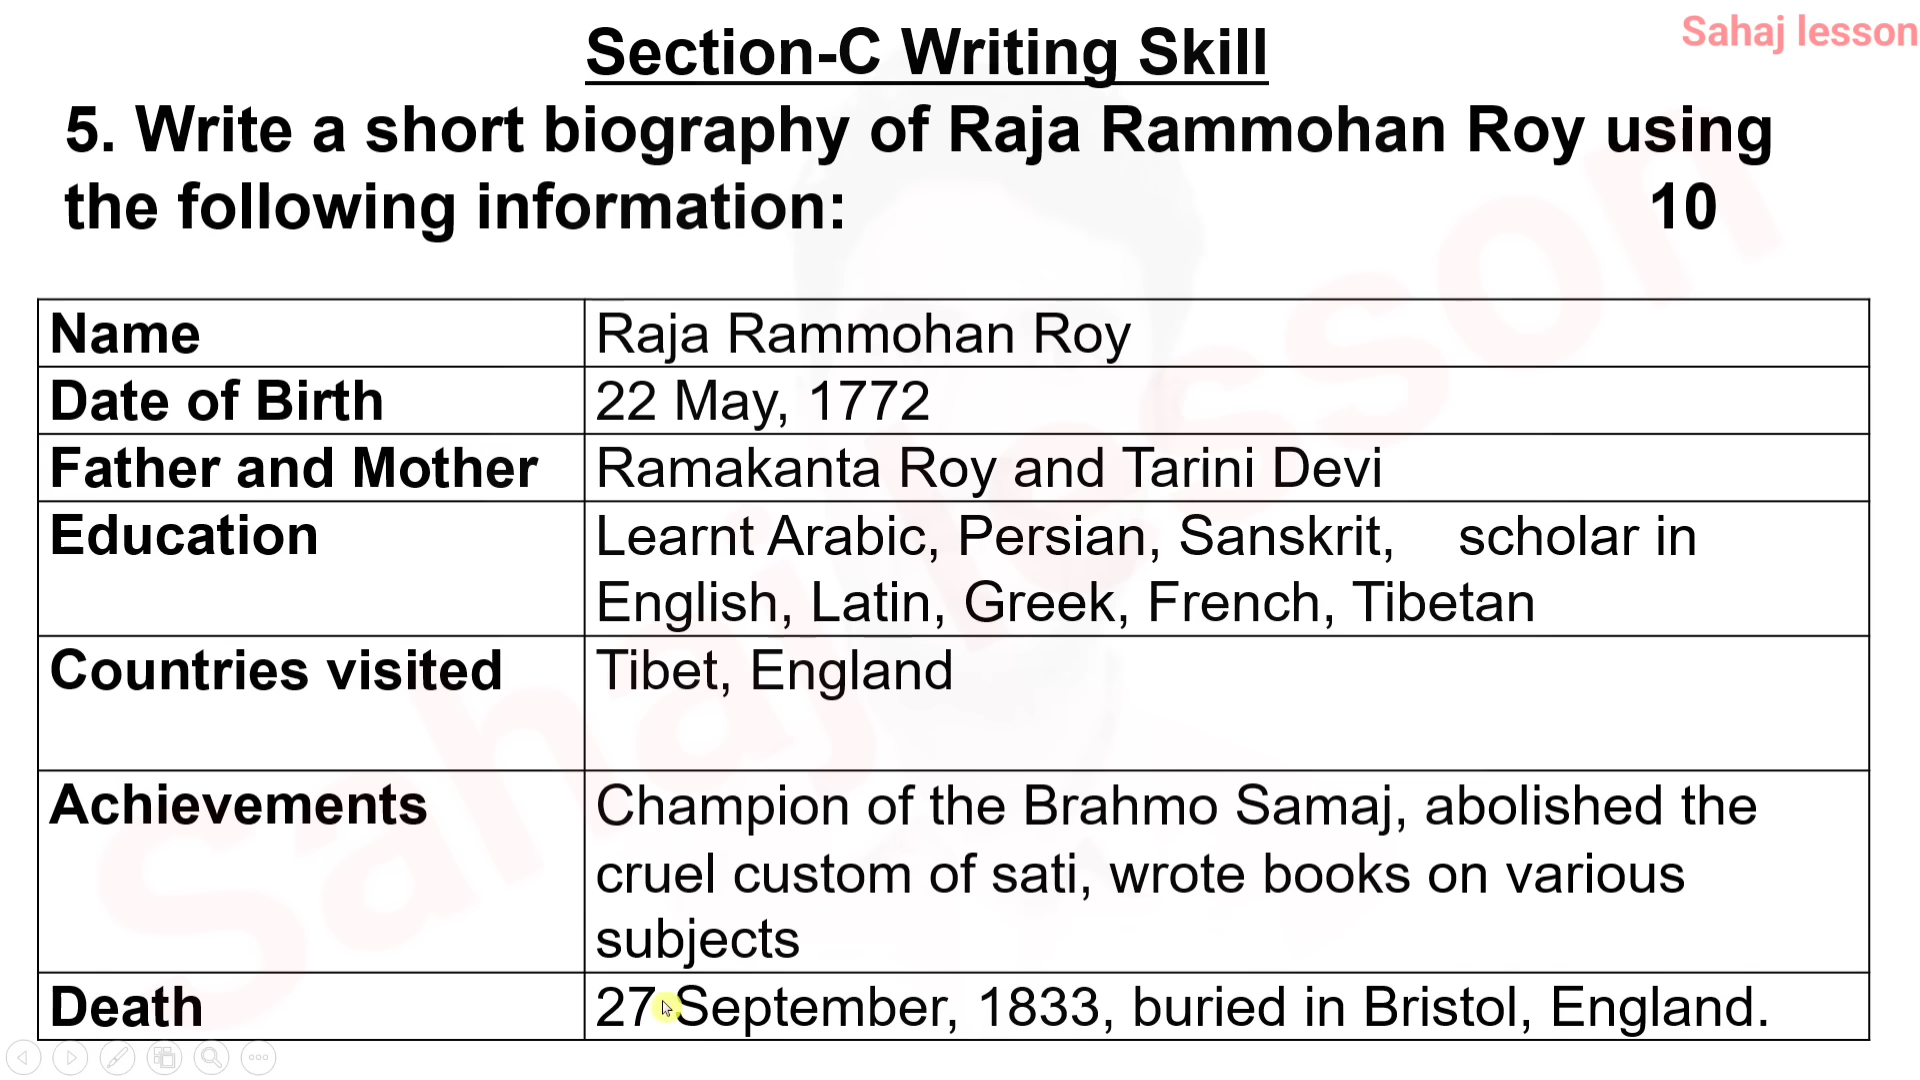 Section-C Writing Skill
Sahaj lesson
5. Write a short biography of Raja Rammohan Roy using
the following information: 10
Name Raja Rammohan Roy
Date of Birth 22 May, 1772
Father and Mother Ramakanta Roy and Tarini Devi
Education Learnt Arabic, Persian, Sanskrit, scholar in
English, Latin, Greek, French, Tibetan
Countries visited Tibet, England
Achievements Champion of the Brahmo Samaj, abolished the
cruel custom of sati, wrote books on various
subjects
Death 27 September, 1833, buried in Bristol, England.
Sahaj lesson